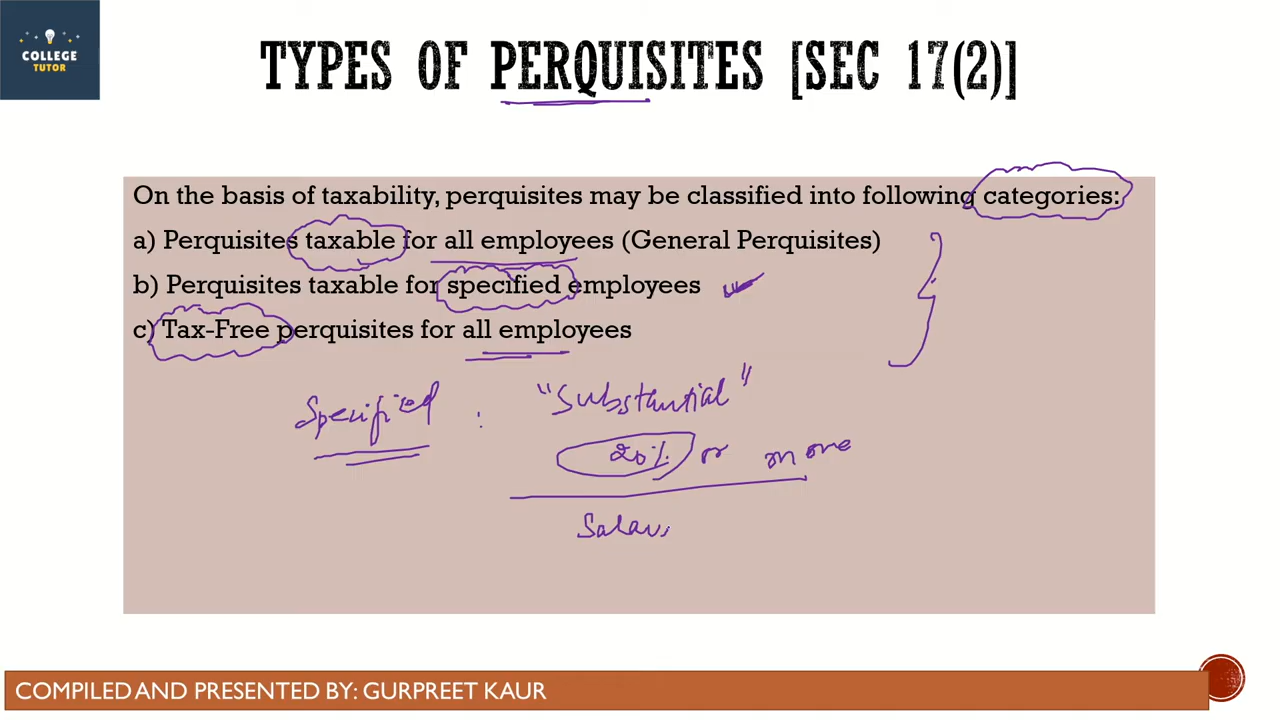 COLLEGE
TUTOR
TYPES OF PERQUISITES [SEC 17(2)]
On the basis of taxability, perquisites may be classified into following categories:
a) Perquisites taxable for all employees (General Perquisites)
b) Perquisites taxable for specified employees
c) Tax-Free perquisites for all employees
Specified : "Substantial"
20% or more
COMPILED AND PRESENTED BY: GURPREET KAUR